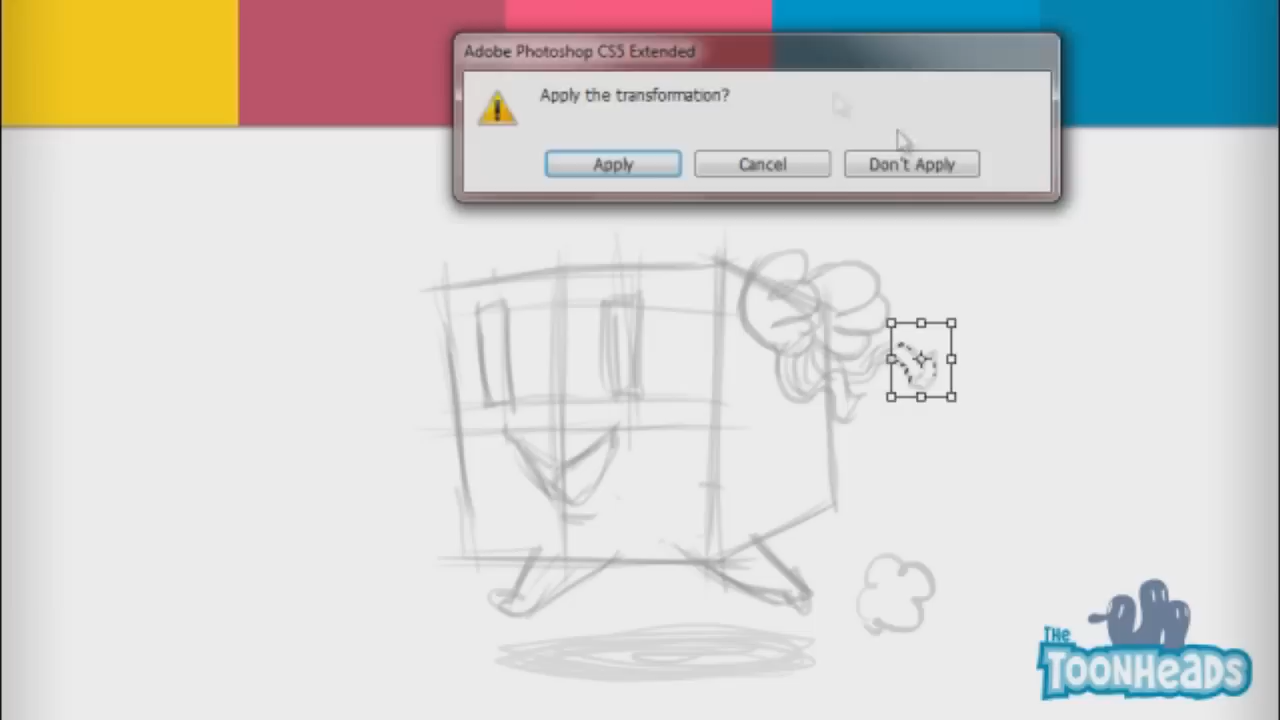 Adobe Photoshop CS5 Extended
Apply the transformation?
Apply Cancel Don't Apply
THE
TOONHEADS